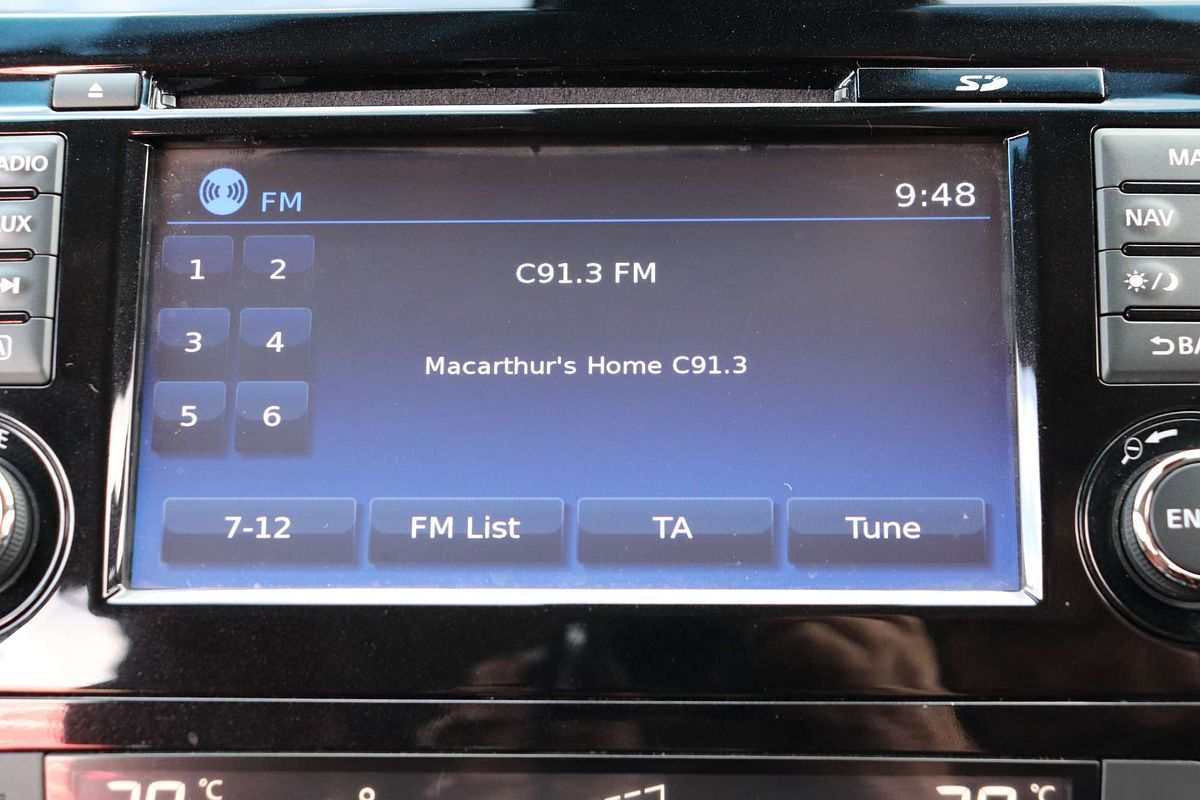 SD
FM
9:48
1
2
C91.3 FM
3
4
Macarthur's Home C91.3
5
6
7-12
FM List
TA
Tune
NAV
°C
°C